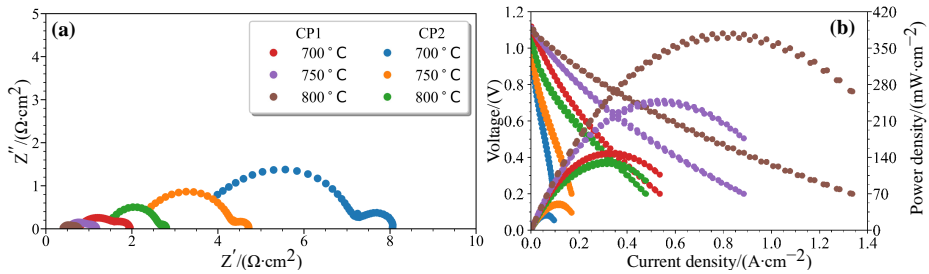 (a)
CP1 CP2
700°C 700°C
750°C 750°C
800°C 800°C
5
4
3
2
1
0
0 2 4 6 8 10
Z″/(Ω·cm²)
Z′/(Ω·cm²)
(b)
1.2
1.0
0.8
0.6
0.4
0.2
0.0
Voltage/(V)
0.0 0.2 0.4 0.6 0.8 1.0 1.2 1.4
Current density/(A·cm⁻²)
420
350
280
210
140
70
0
Power density/(mW·cm⁻²)